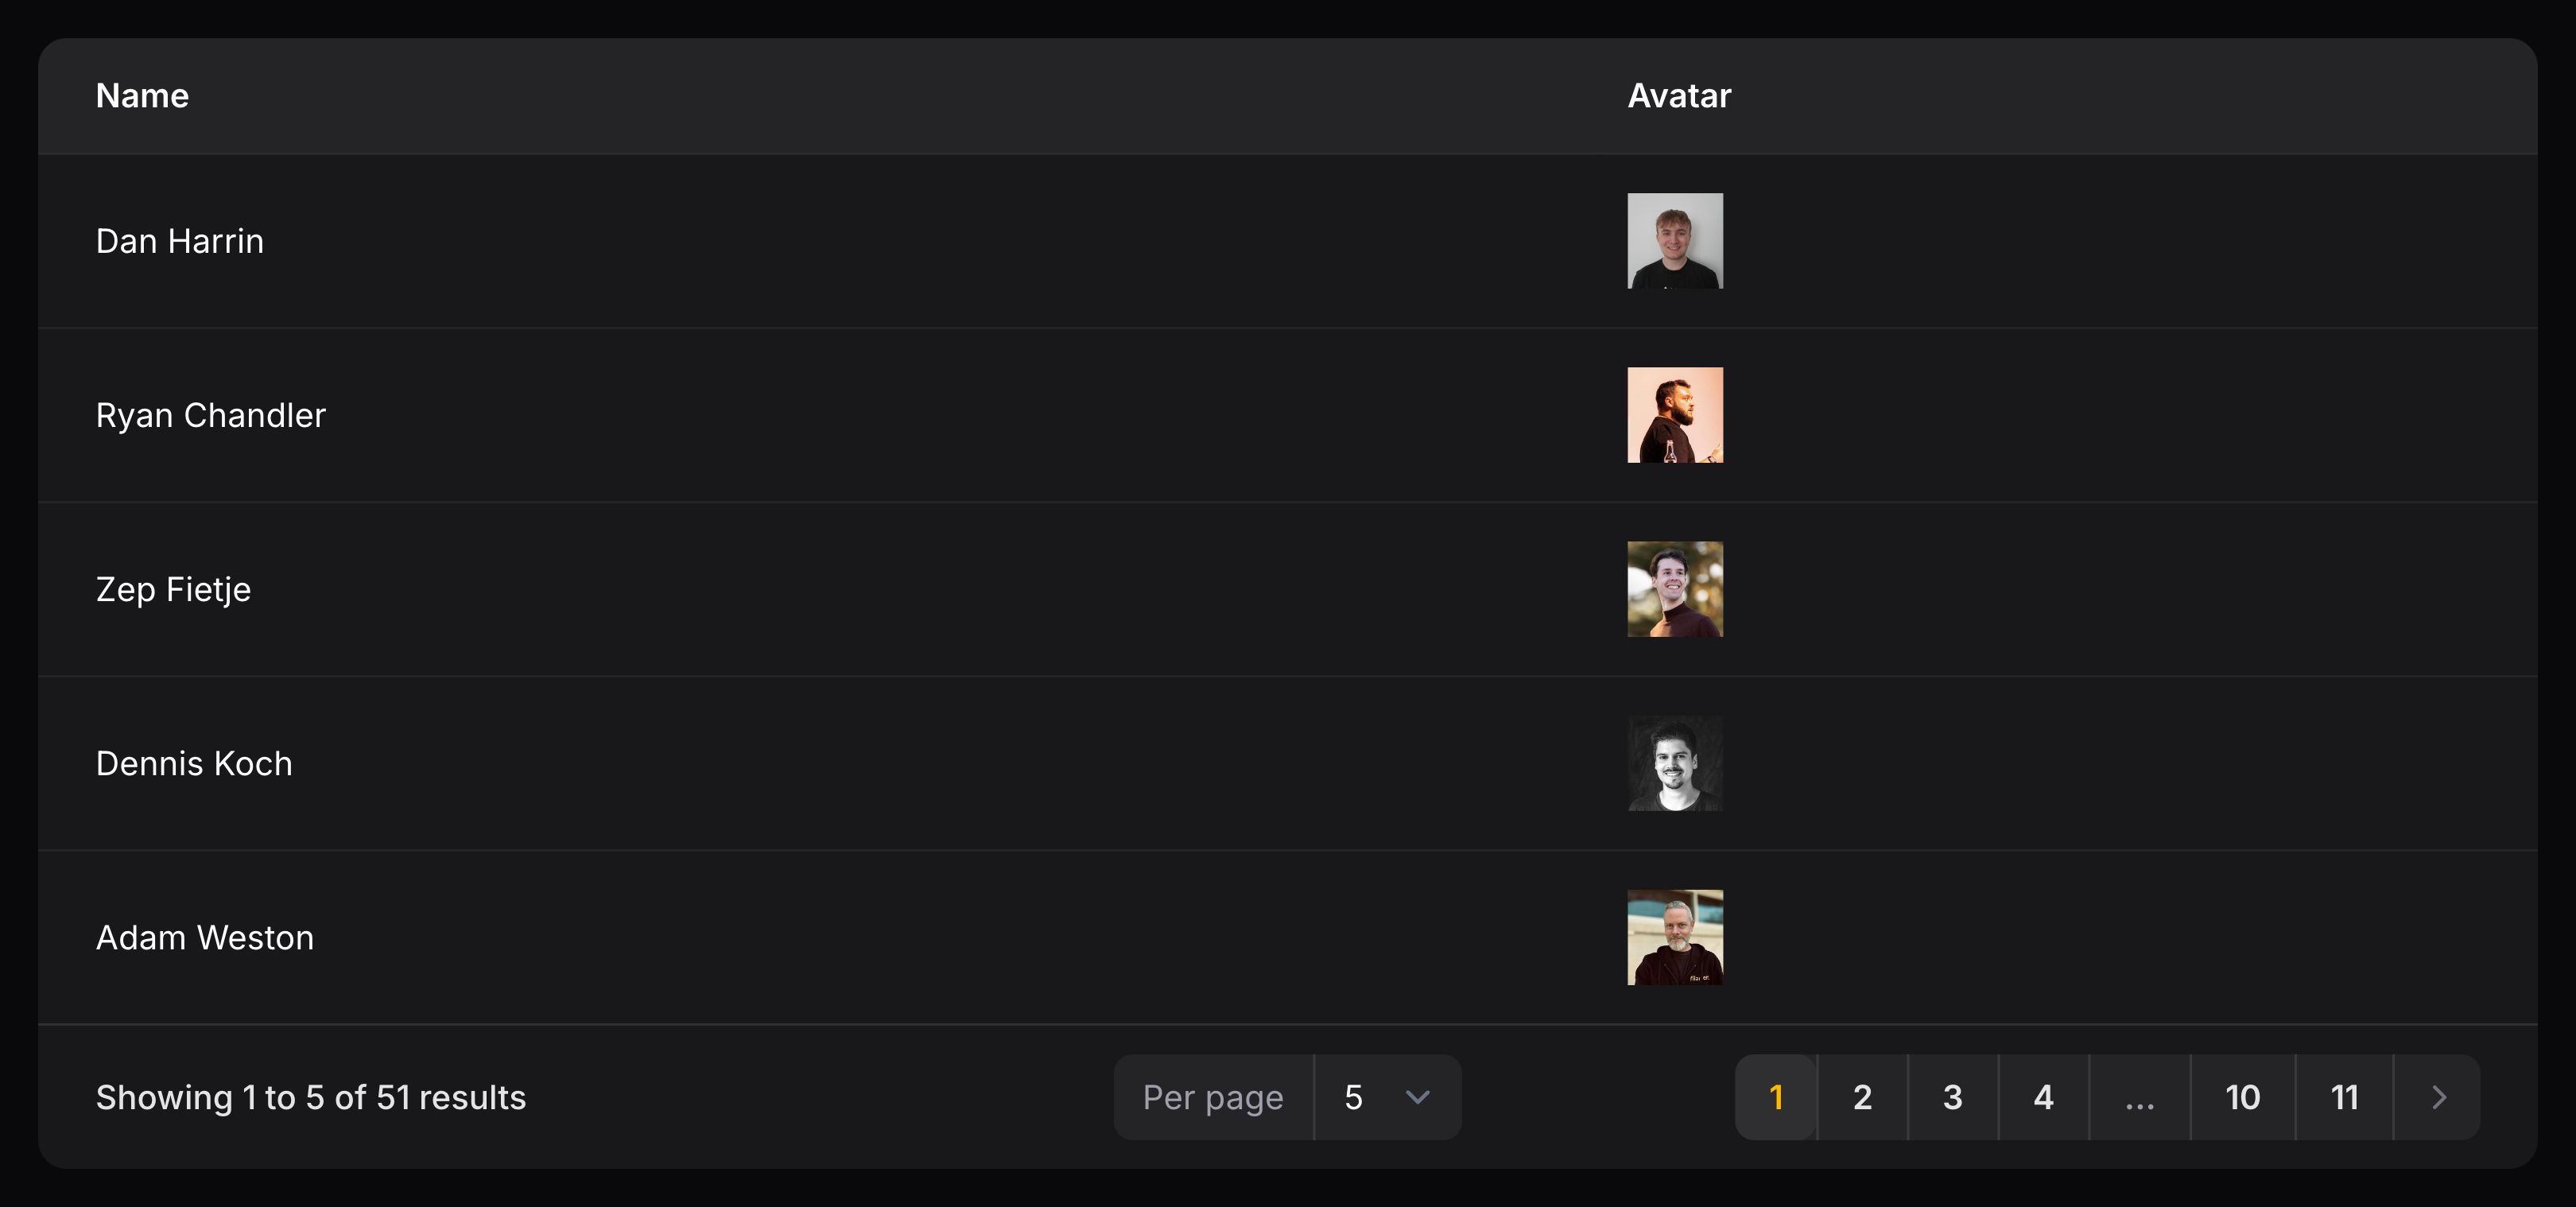 Name Avatar
Dan Harrin
Ryan Chandler
Zep Fietje
Dennis Koch
Adam Weston
Showing 1 to 5 of 51 results Per page 5 1 2 3 4 ... 10 11